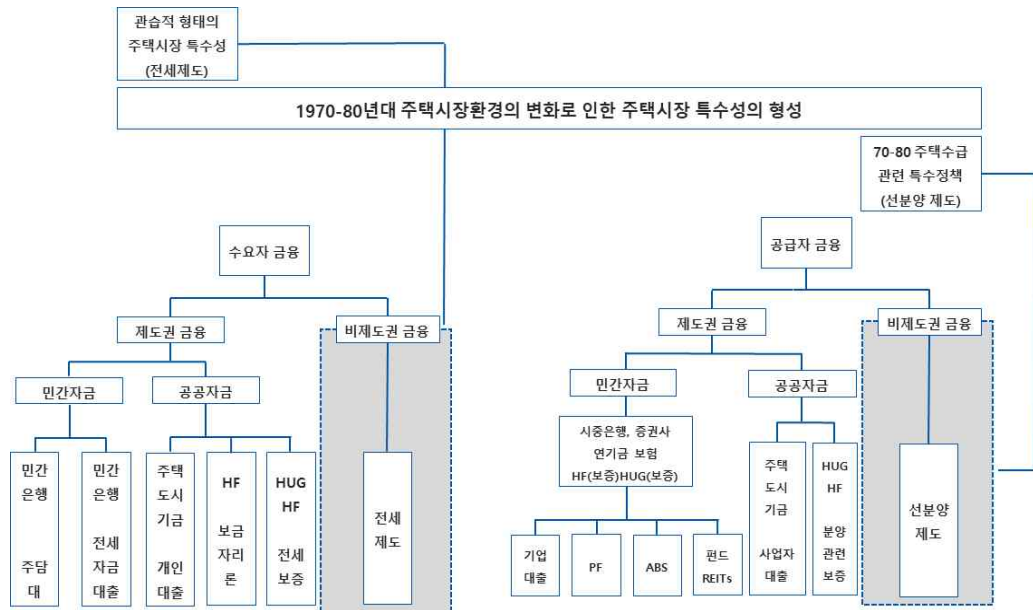 관습적 형태의
주택시장 특수성
(전세제도)
1970-80년대 주택시장환경의 변화로 인한 주택시장 특수성의 형성
70-80 주택수급
관련 특수정책
(선분양 제도)
수요자 금융
제도권 금융
비제도권 금융
민간자금
공공자금
민간
은행
주담
대
민간
은행
전세
자금
대출
주택
도시
기금
개인
대출
HF
보금
자리
론
HUG
HF
전세
보증
전세
제도
공급자 금융
제도권 금융
비제도권 금융
민간자금
공공자금
시중은행, 증권사
연기금 보험
HF(보증)HUG(보증)
기업
대출
PF
ABS
펀드
REITs
주택
도시
기금
사업자
대출
HUG
HF
분양
관련
보증
선분양
제도